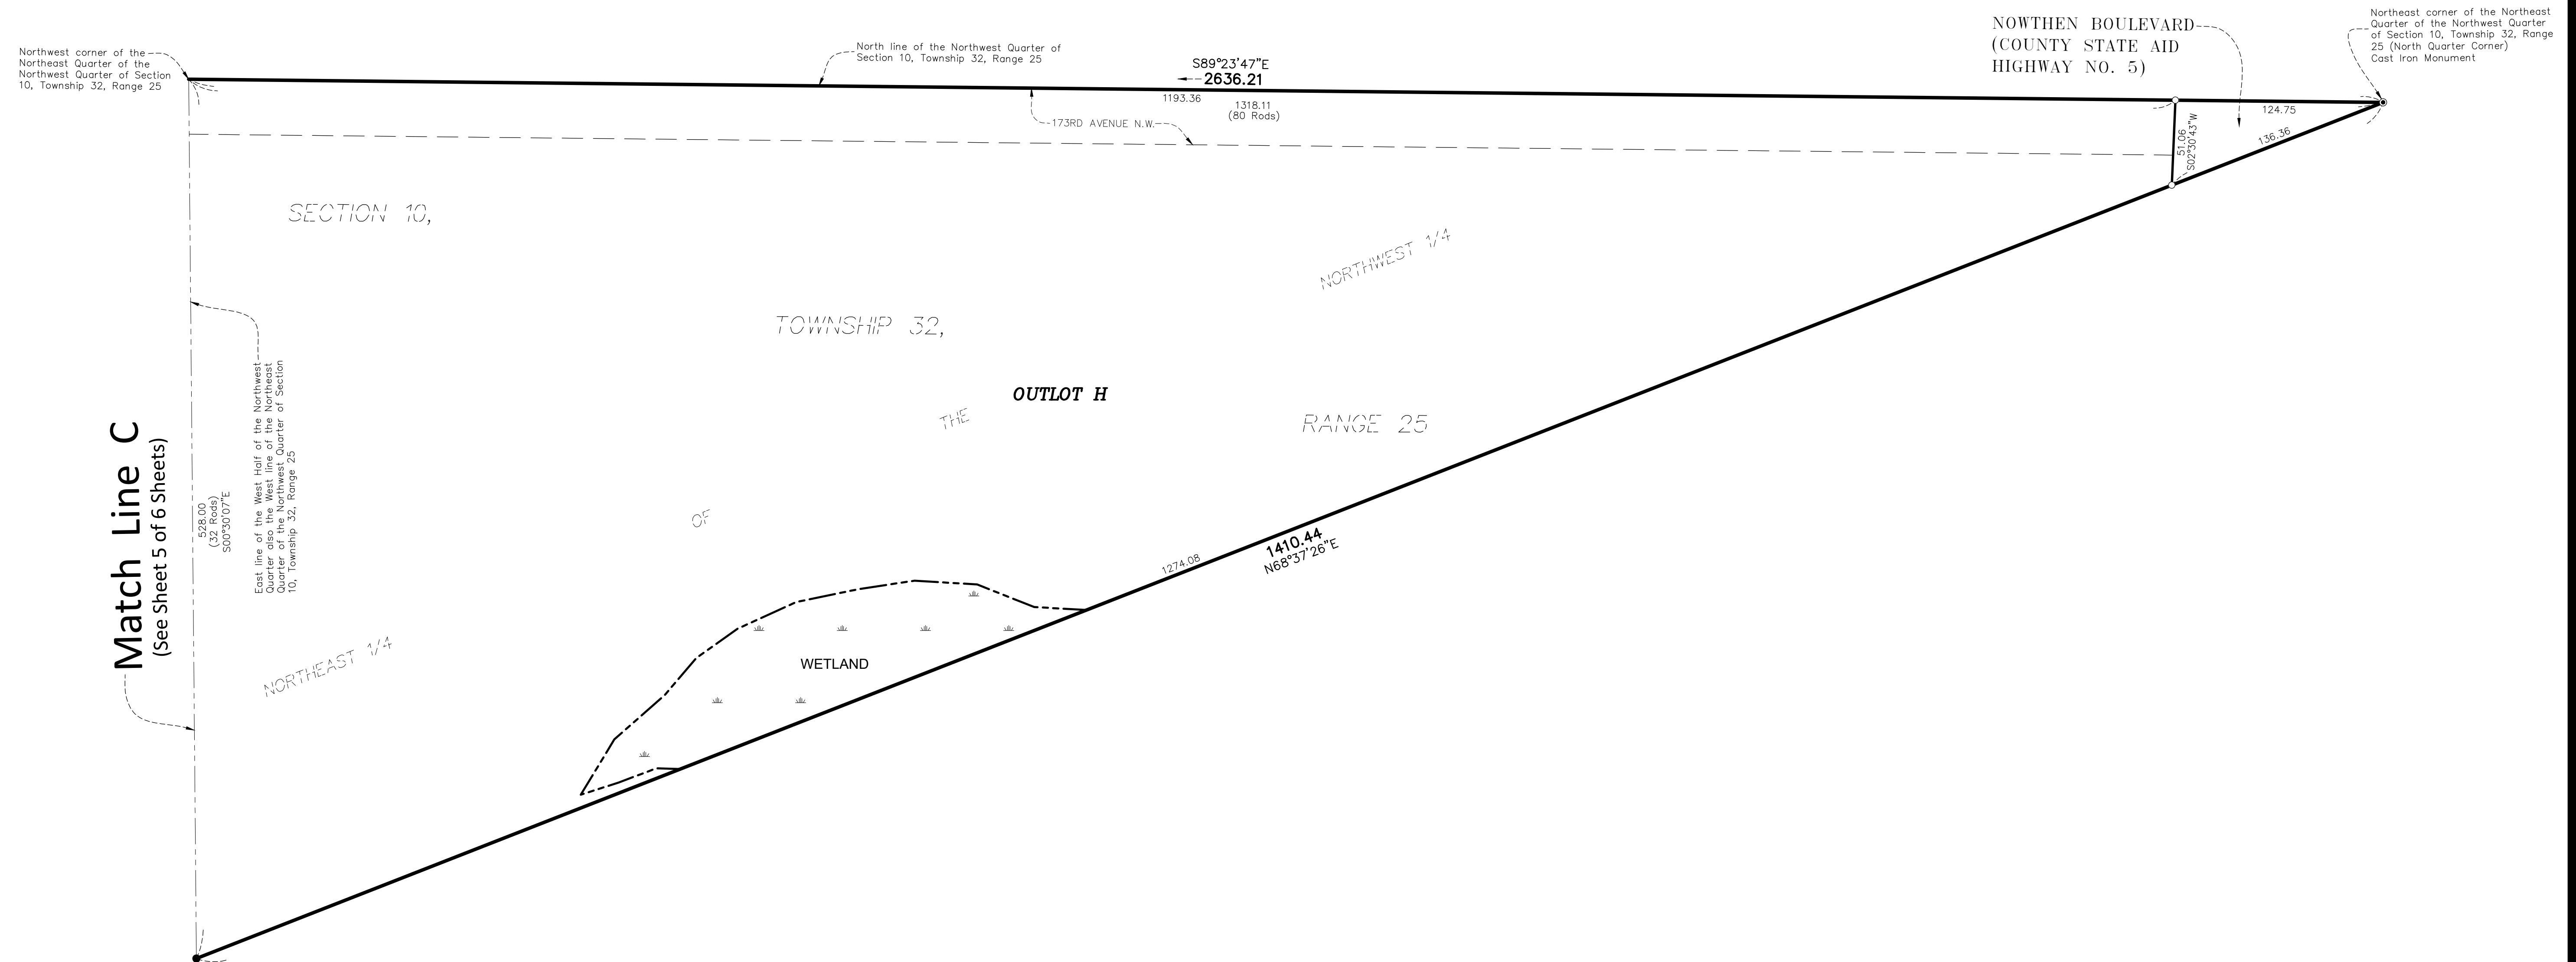 Northwest corner of the
Northeast Quarter of the
Northwest Quarter of Section
10, Township 32, Range 25
North line of the Northwest Quarter of
Section 10, Township 32, Range 25
S89°23'47"E
2636.21
1193.36
1318.11
(80 Rods)
173RD AVENUE N.W.
NOWTHEN BOULEVARD
(COUNTY STATE AID
HIGHWAY NO. 5)
Northeast corner of the Northeast
Quarter of the Northwest Quarter
of Section 10, Township 32, Range
25 (North Quarter Corner)
Cast Iron Monument
124.75
136.36
51.06
S02°30'43"W
SECTION 10,
NORTHWEST 1/4
TOWNSHIP 32,
OUTLOT H
THE
RANGE 25
OF
Match Line C
(See Sheet 5 of 6 Sheets)
528.00
(32 Rods)
S00°30'07"E
East line of the West Half of the Northwest
Quarter also the West line of the Northeast
Quarter of the Northwest Quarter of Section
10, Township 32, Range 25
1274.08
1410.44
N68°37'26"E
NORTHEAST 1/4
WETLAND